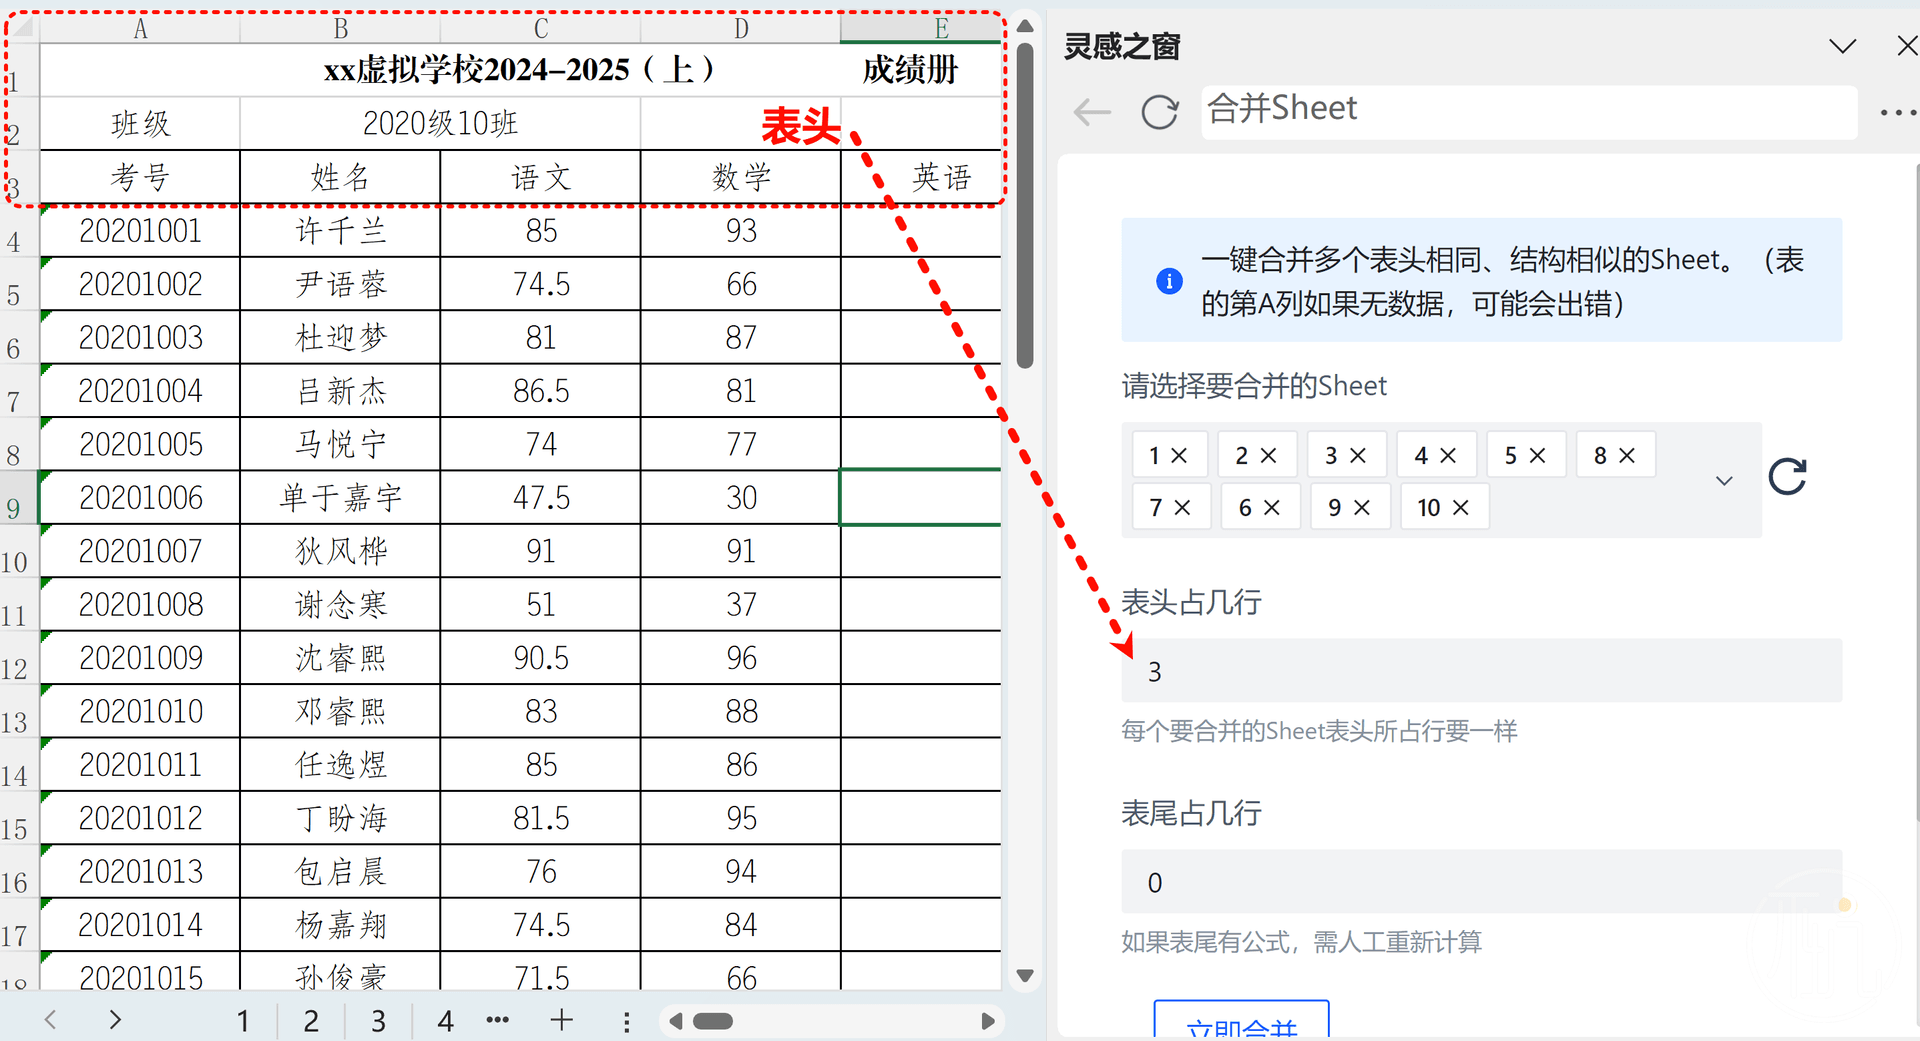 A B C D E
1 xx虚拟学校2024-2025（上） 成绩册
2 班级 2020级10班
表头
3 考号 姓名 语文 数学 英语
4 20201001 许千兰 85 93
5 20201002 尹语蓉 74.5 66
6 20201003 杜迎梦 81 87
7 20201004 吕新杰 86.5 81
8 20201005 马悦宁 74 77
9 20201006 单于嘉宇 47.5 30
10 20201007 狄风桦 91 91
11 20201008 谢念寒 51 37
12 20201009 沈睿熙 90.5 96
13 20201010 邓睿熙 83 88
14 20201011 任逸煜 85 86
15 20201012 丁盼海 81.5 95
16 20201013 包启晨 76 94
17 20201014 杨嘉翔 74.5 84
18 20201015 孙俊豪 71.5 66
1 2 3 4 ···
灵感之窗
合并Sheet
一键合并多个表头相同、结构相似的Sheet。（表
的第A列如果无数据，可能会出错）
请选择要合并的Sheet
1 × 2 × 3 × 4 × 5 × 8 ×
7 × 6 × 9 × 10 ×
表头占几行
3
每个要合并的Sheet表头所占行要一样
表尾占几行
0
如果表尾有公式，需人工重新计算
立即合并